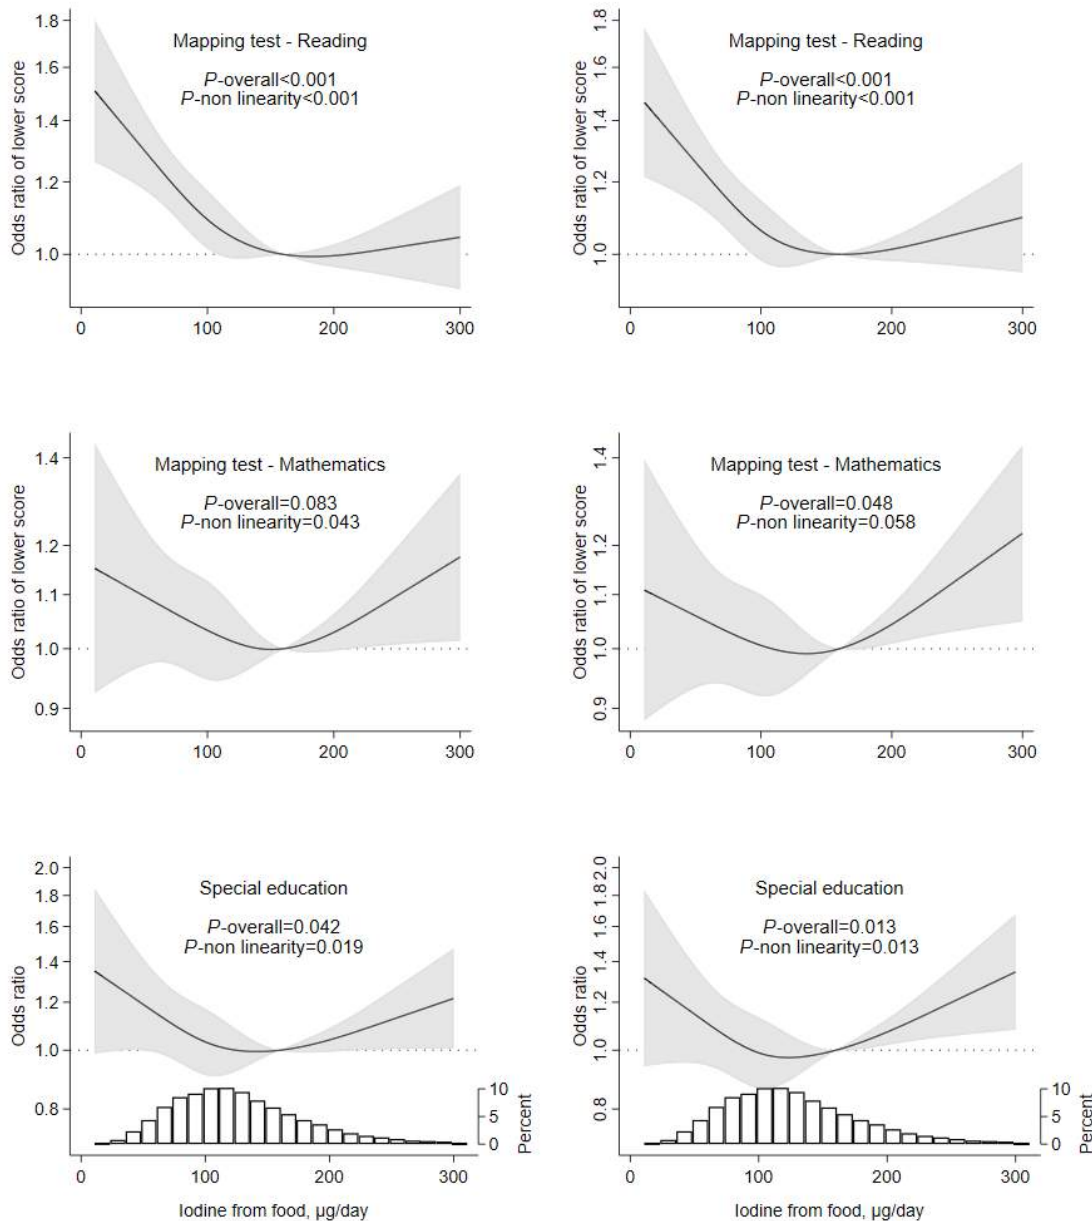 Mapping test - Reading
P-overall<0.001
P-non linearity<0.001
Odds ratio of lower score
1.8
1.6
1.4
1.2
1.0
0 100 200 300
Mapping test - Reading
P-overall<0.001
P-non linearity<0.001
Odds ratio of lower score
1.8
1.6
1.4
1.2
1.0
0 100 200 300
Mapping test - Mathematics
P-overall=0.083
P-non linearity=0.043
Odds ratio of lower score
1.4
1.2
1.1
1.0
0.9
0 100 200 300
Mapping test - Mathematics
P-overall=0.048
P-non linearity=0.058
Odds ratio of lower score
1.4
1.2
1.1
1.0
0.9
0 100 200 300
Special education
P-overall=0.042
P-non linearity=0.019
Odds ratio
2.0
1.8
1.6
1.4
1.2
1.0
0.8
10
5
0
Percent
0 100 200 300
Iodine from food, µg/day
Special education
P-overall=0.013
P-non linearity=0.013
Odds ratio
2.0
1.8
1.6
1.4
1.2
1.0
0.8
10
5
0
Percent
0 100 200 300
Iodine from food, µg/day